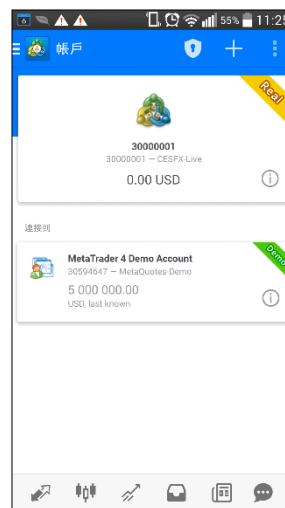 55% 11:25
帳戶
Real
30000001
30000001 — CESFX-Live
0.00 USD
連接到
Demo
MetaTrader 4 Demo Account
30594647 — MetaQuotes-Demo
5 000 000.00
USD, last known